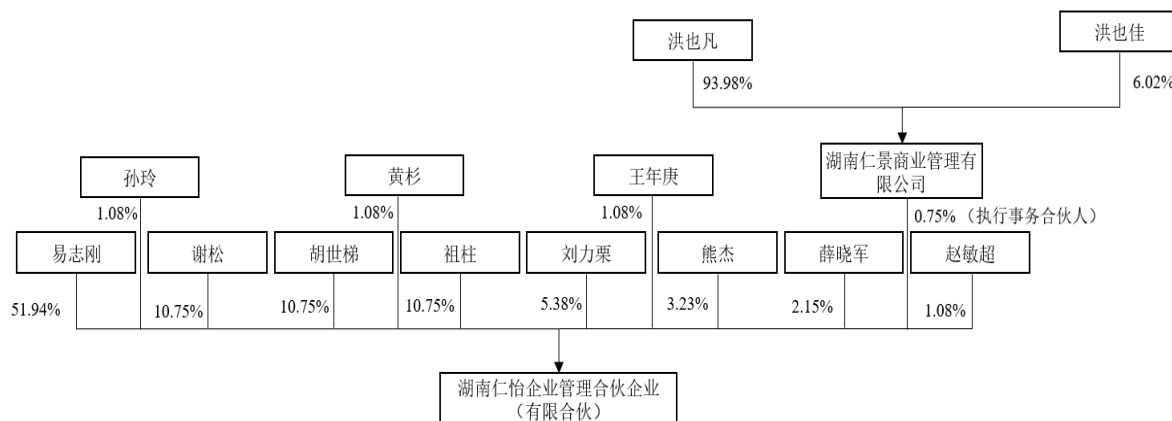 洪也凡
洪也佳
93.98%
6.02%
孙玲
黄杉
王年庚
湖南仁景商业管理有
限公司
1.08%
1.08%
1.08%
0.75%（执行事务合伙人）
易志刚
谢松
胡世梯
祖柱
刘力栗
熊杰
薛晓军
赵敏超
51.94%
10.75%
10.75%
10.75%
5.38%
3.23%
2.15%
1.08%
湖南仁怡企业管理合伙企业
（有限合伙）